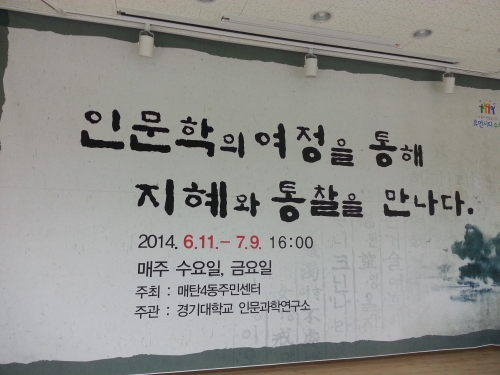 인문학의 여정을 통해
지혜와 통찰을 만나다.
2014. 6.11.- 7.9. 16:00
매주 수요일, 금요일
주최 : 매탄4동주민센터
주관 : 경기대학교 인문과학연구소